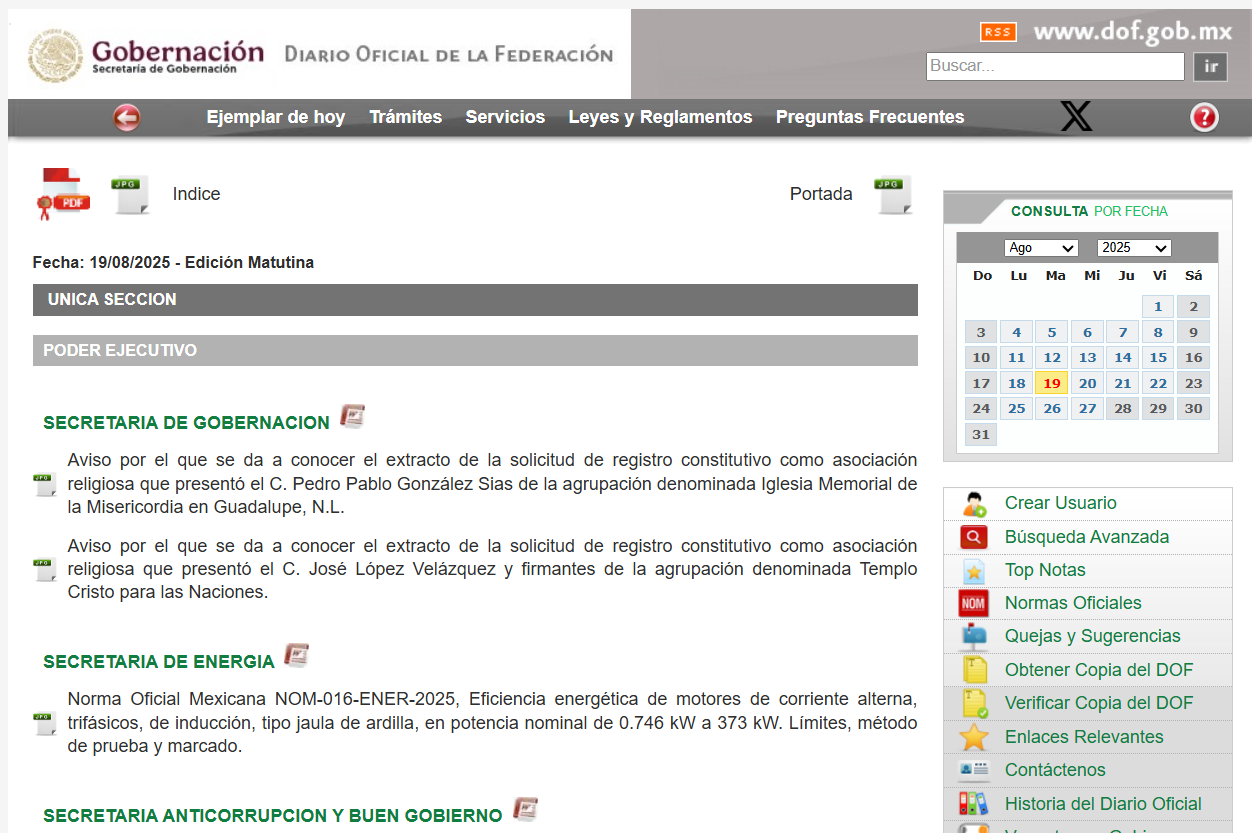 Gobernación
Secretaría de Gobernación
DIARIO OFICIAL DE LA FEDERACIÓN
RSS
www.dof.gob.mx
Buscar...
ir
Ejemplar de hoy
Trámites
Servicios
Leyes y Reglamentos
Preguntas Frecuentes
X
?
PDF
JPG
Indice
Portada
JPG
Fecha: 19/08/2025 - Edición Matutina
UNICA SECCION
PODER EJECUTIVO
SECRETARIA DE GOBERNACION
JPG
Aviso por el que se da a conocer el extracto de la solicitud de registro constitutivo como asociación
religiosa que presentó el C. Pedro Pablo González Sias de la agrupación denominada Iglesia Memorial de
la Misericordia en Guadalupe, N.L.
JPG
Aviso por el que se da a conocer el extracto de la solicitud de registro constitutivo como asociación
religiosa que presentó el C. José López Velázquez y firmantes de la agrupación denominada Templo
Cristo para las Naciones.
SECRETARIA DE ENERGIA
JPG
Norma Oficial Mexicana NOM-016-ENER-2025, Eficiencia energética de motores de corriente alterna,
trifásicos, de inducción, tipo jaula de ardilla, en potencia nominal de 0.746 kW a 373 kW. Límites, método
de prueba y marcado.
SECRETARIA ANTICORRUPCION Y BUEN GOBIERNO
CONSULTA POR FECHA
Ago 2025
Do Lu Ma Mi Ju Vi Sá
1 2
3 4 5 6 7 8 9
10 11 12 13 14 15 16
17 18 19 20 21 22 23
24 25 26 27 28 29 30
31
Crear Usuario
Búsqueda Avanzada
Top Notas
NOM
Normas Oficiales
Quejas y Sugerencias
Obtener Copia del DOF
Verificar Copia del DOF
Enlaces Relevantes
Contáctenos
Historia del Diario Oficial